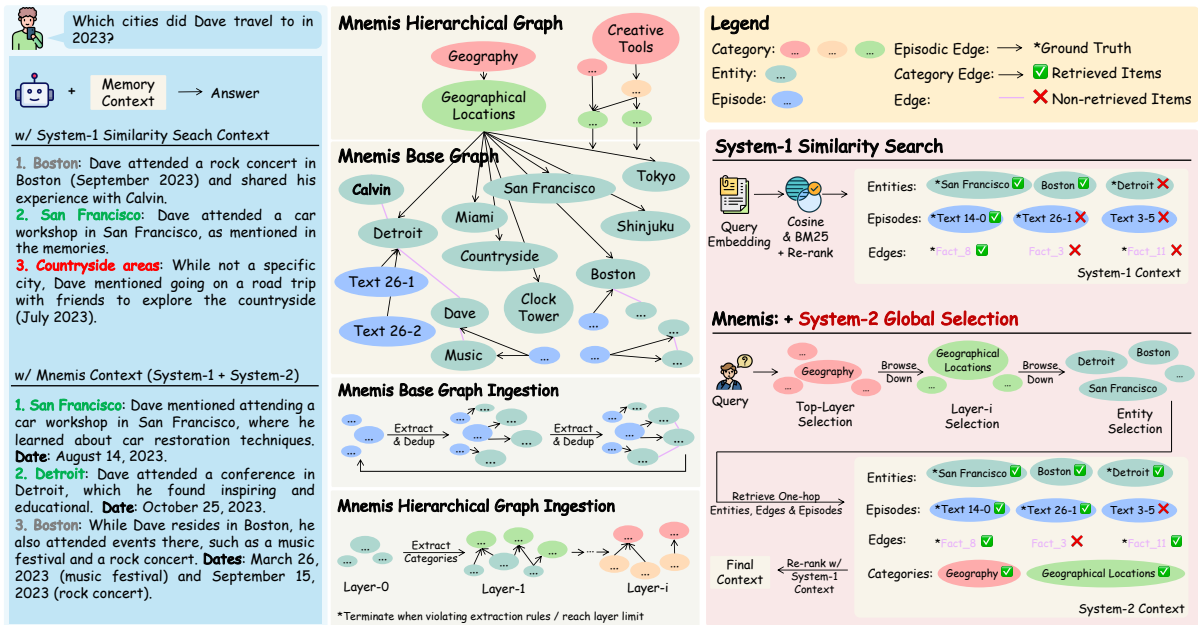 Which cities did Dave travel to in
2023?
+
Memory
Context
Answer
w/ System-1 Similarity Seach Context
1. Boston: Dave attended a rock concert in
Boston (September 2023) and shared his
experience with Calvin.
2. San Francisco: Dave attended a car
workshop in San Francisco, as mentioned in
the memories.
3. Countryside areas: While not a specific
city, Dave mentioned going on a road trip
with friends to explore the countryside
(July 2023).
w/ Mnemis Context (System-1 + System-2)
1. San Francisco: Dave mentioned attending a
car workshop in San Francisco, where he
learned about car restoration techniques.
Date: August 14, 2023.
2. Detroit: Dave attended a conference in
Detroit, which he found inspiring and
educational. Date: October 25, 2023.
3. Boston: While Dave resides in Boston, he
also attended events there, such as a music
festival and a rock concert. Dates: March 26,
2023 (music festival) and September 15,
2023 (rock concert).
Mnemis Hierarchical Graph
Creative
Tools
Geography
...
...
Geographical
Locations
...
...
Mnemis Base Graph
Calvin
San Francisco
Tokyo
Miami
Shinjuku
Detroit
Countryside
Boston
Text 26-1
Clock
Tower
...
Dave
...
...
Text 26-2
Music
...
...
...
Mnemis Base Graph Ingestion
...
...
...
Extract
& Dedup
...
...
...
...
...
...
...
Extract
& Dedup
...
...
...
...
...
...
...
Mnemis Hierarchical Graph Ingestion
...
...
...
Layer-0
Extract
Categories
...
...
...
...
...
...
Layer-1
...
...
...
...
...
...
Layer-i
*Terminate when violating extraction rules / reach layer limit
Legend
Category: ... ... ...
Episodic Edge:
*Ground Truth
Entity: ...
Category Edge:
Retrieved Items
Episode: ...
Edge:
Non-retrieved Items
System-1 Similarity Search
Query
Embedding
Cosine
& BM25
+ Re-rank
Entities: *San Francisco Boston *Detroit
Episodes: *Text 14-0 *Text 26-1 Text 3-5
Edges: *Fact_8 Fact_3 *Fact_11
System-1 Context
Mnemis: + System-2 Global Selection
Query
...
Geography
...
...
Top-Layer
Selection
Browse
Down
Geographical
Locations
...
...
Layer-i
Selection
Browse
Down
Detroit
Boston
...
San Francisco
Entity
Selection
Retrieve One-hop
Entities, Edges & Episodes
Entities: *San Francisco Boston *Detroit
Episodes: *Text 14-0 *Text 26-1 Text 3-5
Edges: *Fact_8 Fact_3 *Fact_11
Categories: Geography Geographical Locations
System-2 Context
Re-rank w/
System-1
Context
Final
Context